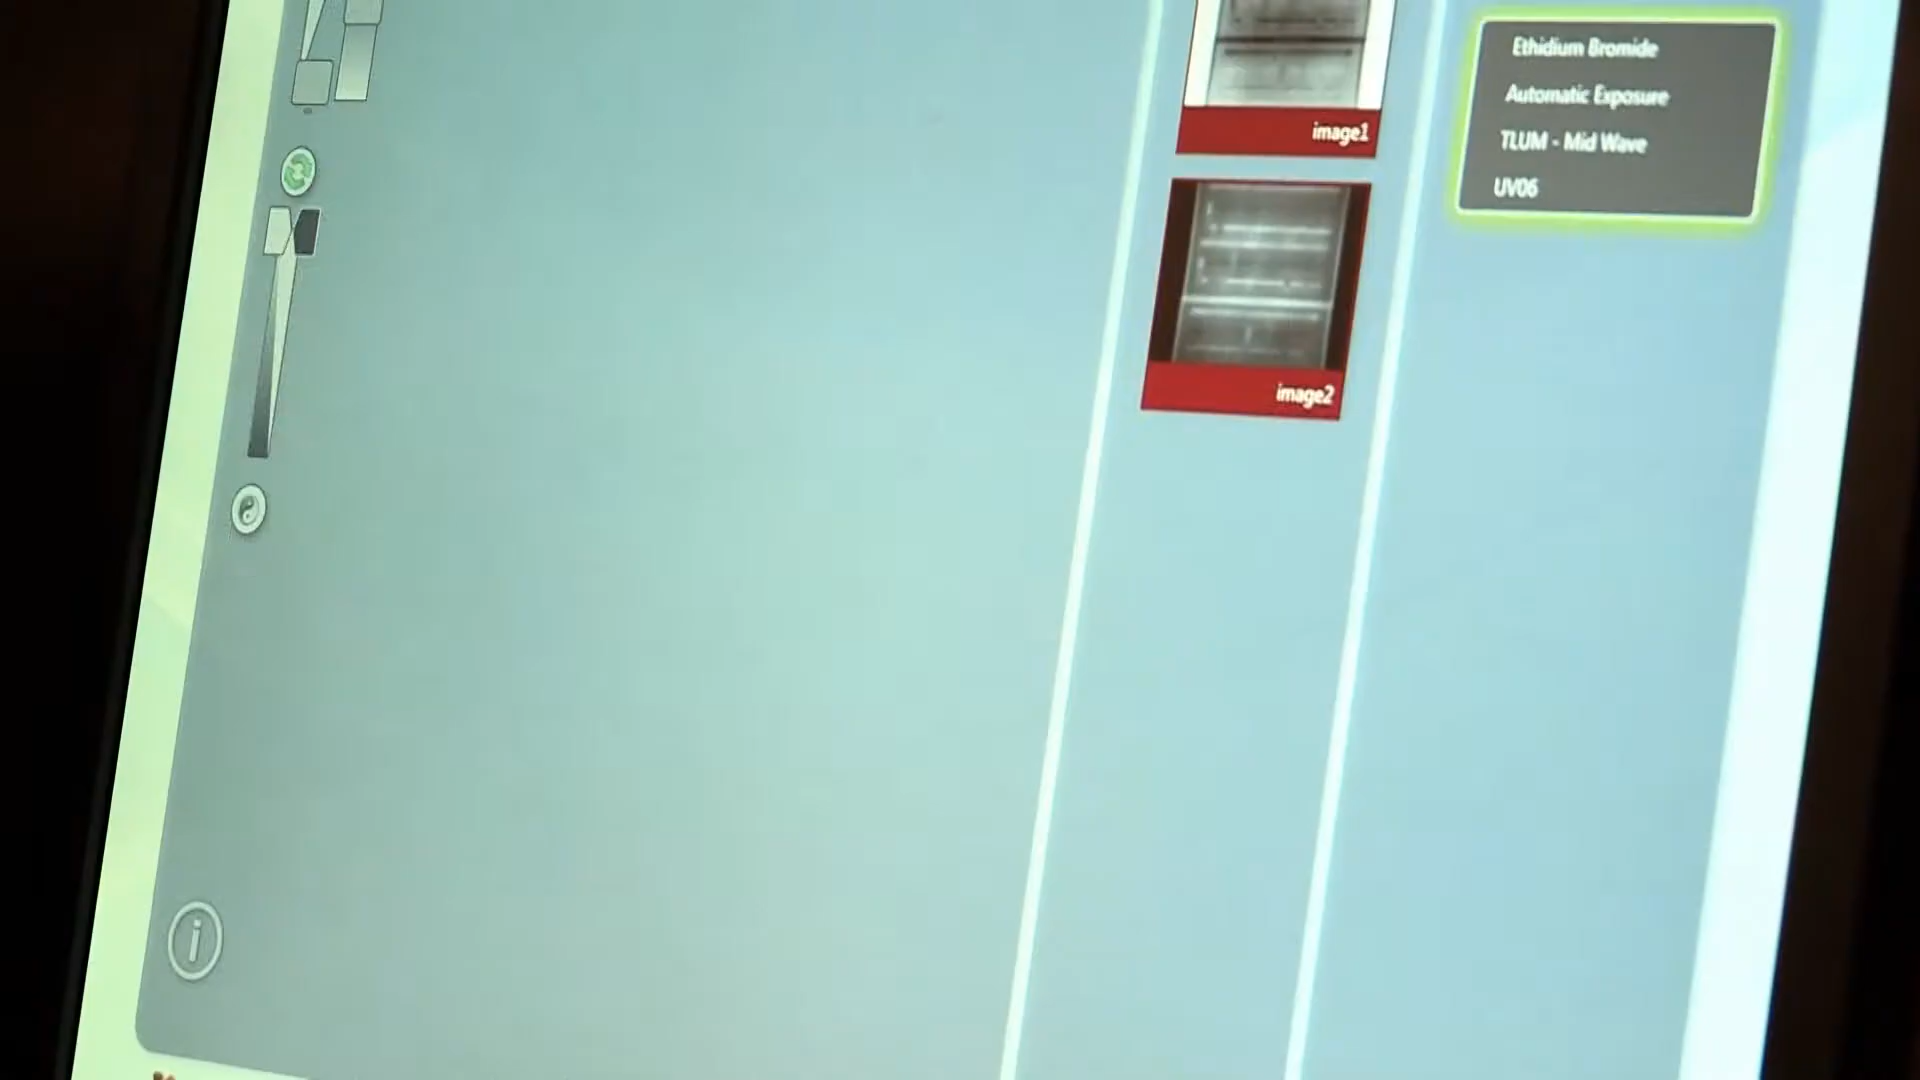 Ethidium Bromide
Automatic Exposure
TLUM - Mid Wave
UV06
image1
image2
i